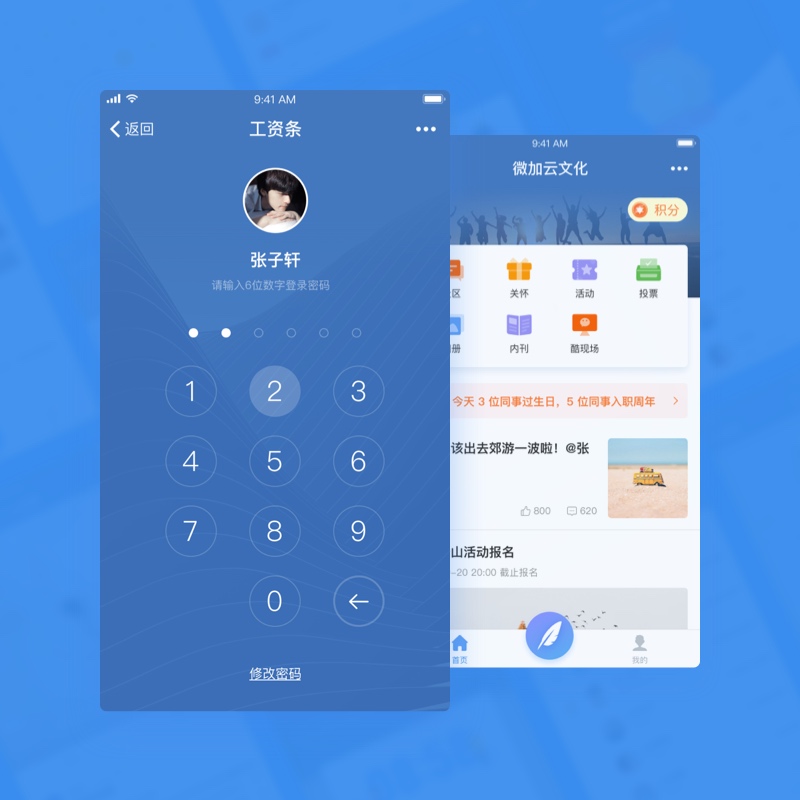 9:41 AM
返回
工资条
张子轩
请输入6位数字登录密码
1 2 3
4 5 6
7 8 9
0
修改密码
9:41 AM
微加云文化
积分
区 关怀 活动 投票
册 内刊 酷现场
今天 3 位同事过生日，5 位同事入职周年
该出去郊游一波啦！@张
800 620
山活动报名
-20 20:00 截止报名
首页 我的